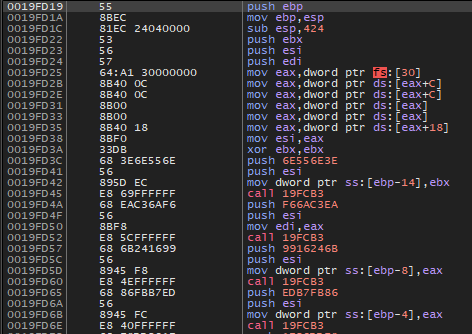 0019FD19 55 push ebp
0019FD1A 8BEC mov ebp,esp
0019FD1C 81EC 24040000 sub esp,424
0019FD22 53 push ebx
0019FD23 56 push esi
0019FD24 57 push edi
0019FD25 64:A1 30000000 mov eax,dword ptr fs:[30]
0019FD2B 8B40 0C mov eax,dword ptr ds:[eax+C]
0019FD2E 8B40 0C mov eax,dword ptr ds:[eax+C]
0019FD31 8B00 mov eax,dword ptr ds:[eax]
0019FD33 8B00 mov eax,dword ptr ds:[eax]
0019FD35 8B40 18 mov eax,dword ptr ds:[eax+18]
0019FD38 8BF0 mov esi,eax
0019FD3A 33DB xor ebx,ebx
0019FD3C 68 3E6E556E push 6E556E3E
0019FD41 56 push esi
0019FD42 895D EC mov dword ptr ss:[ebp-14],ebx
0019FD45 E8 69FFFFFF call 19FCB3
0019FD4A 68 EAC36AF6 push F66AC3EA
0019FD4F 56 push esi
0019FD50 8BF8 mov edi,eax
0019FD52 E8 5CFFFFFF call 19FCB3
0019FD57 68 6B241699 push 9916246B
0019FD5C 56 push esi
0019FD5D 8945 F8 mov dword ptr ss:[ebp-8],eax
0019FD60 E8 4EFFFFFF call 19FCB3
0019FD65 68 86FBB7ED push EDB7FB86
0019FD6A 56 push esi
0019FD6B 8945 FC mov dword ptr ss:[ebp-4],eax
0019FD6E E8 40FFFFFF call 19FCB3